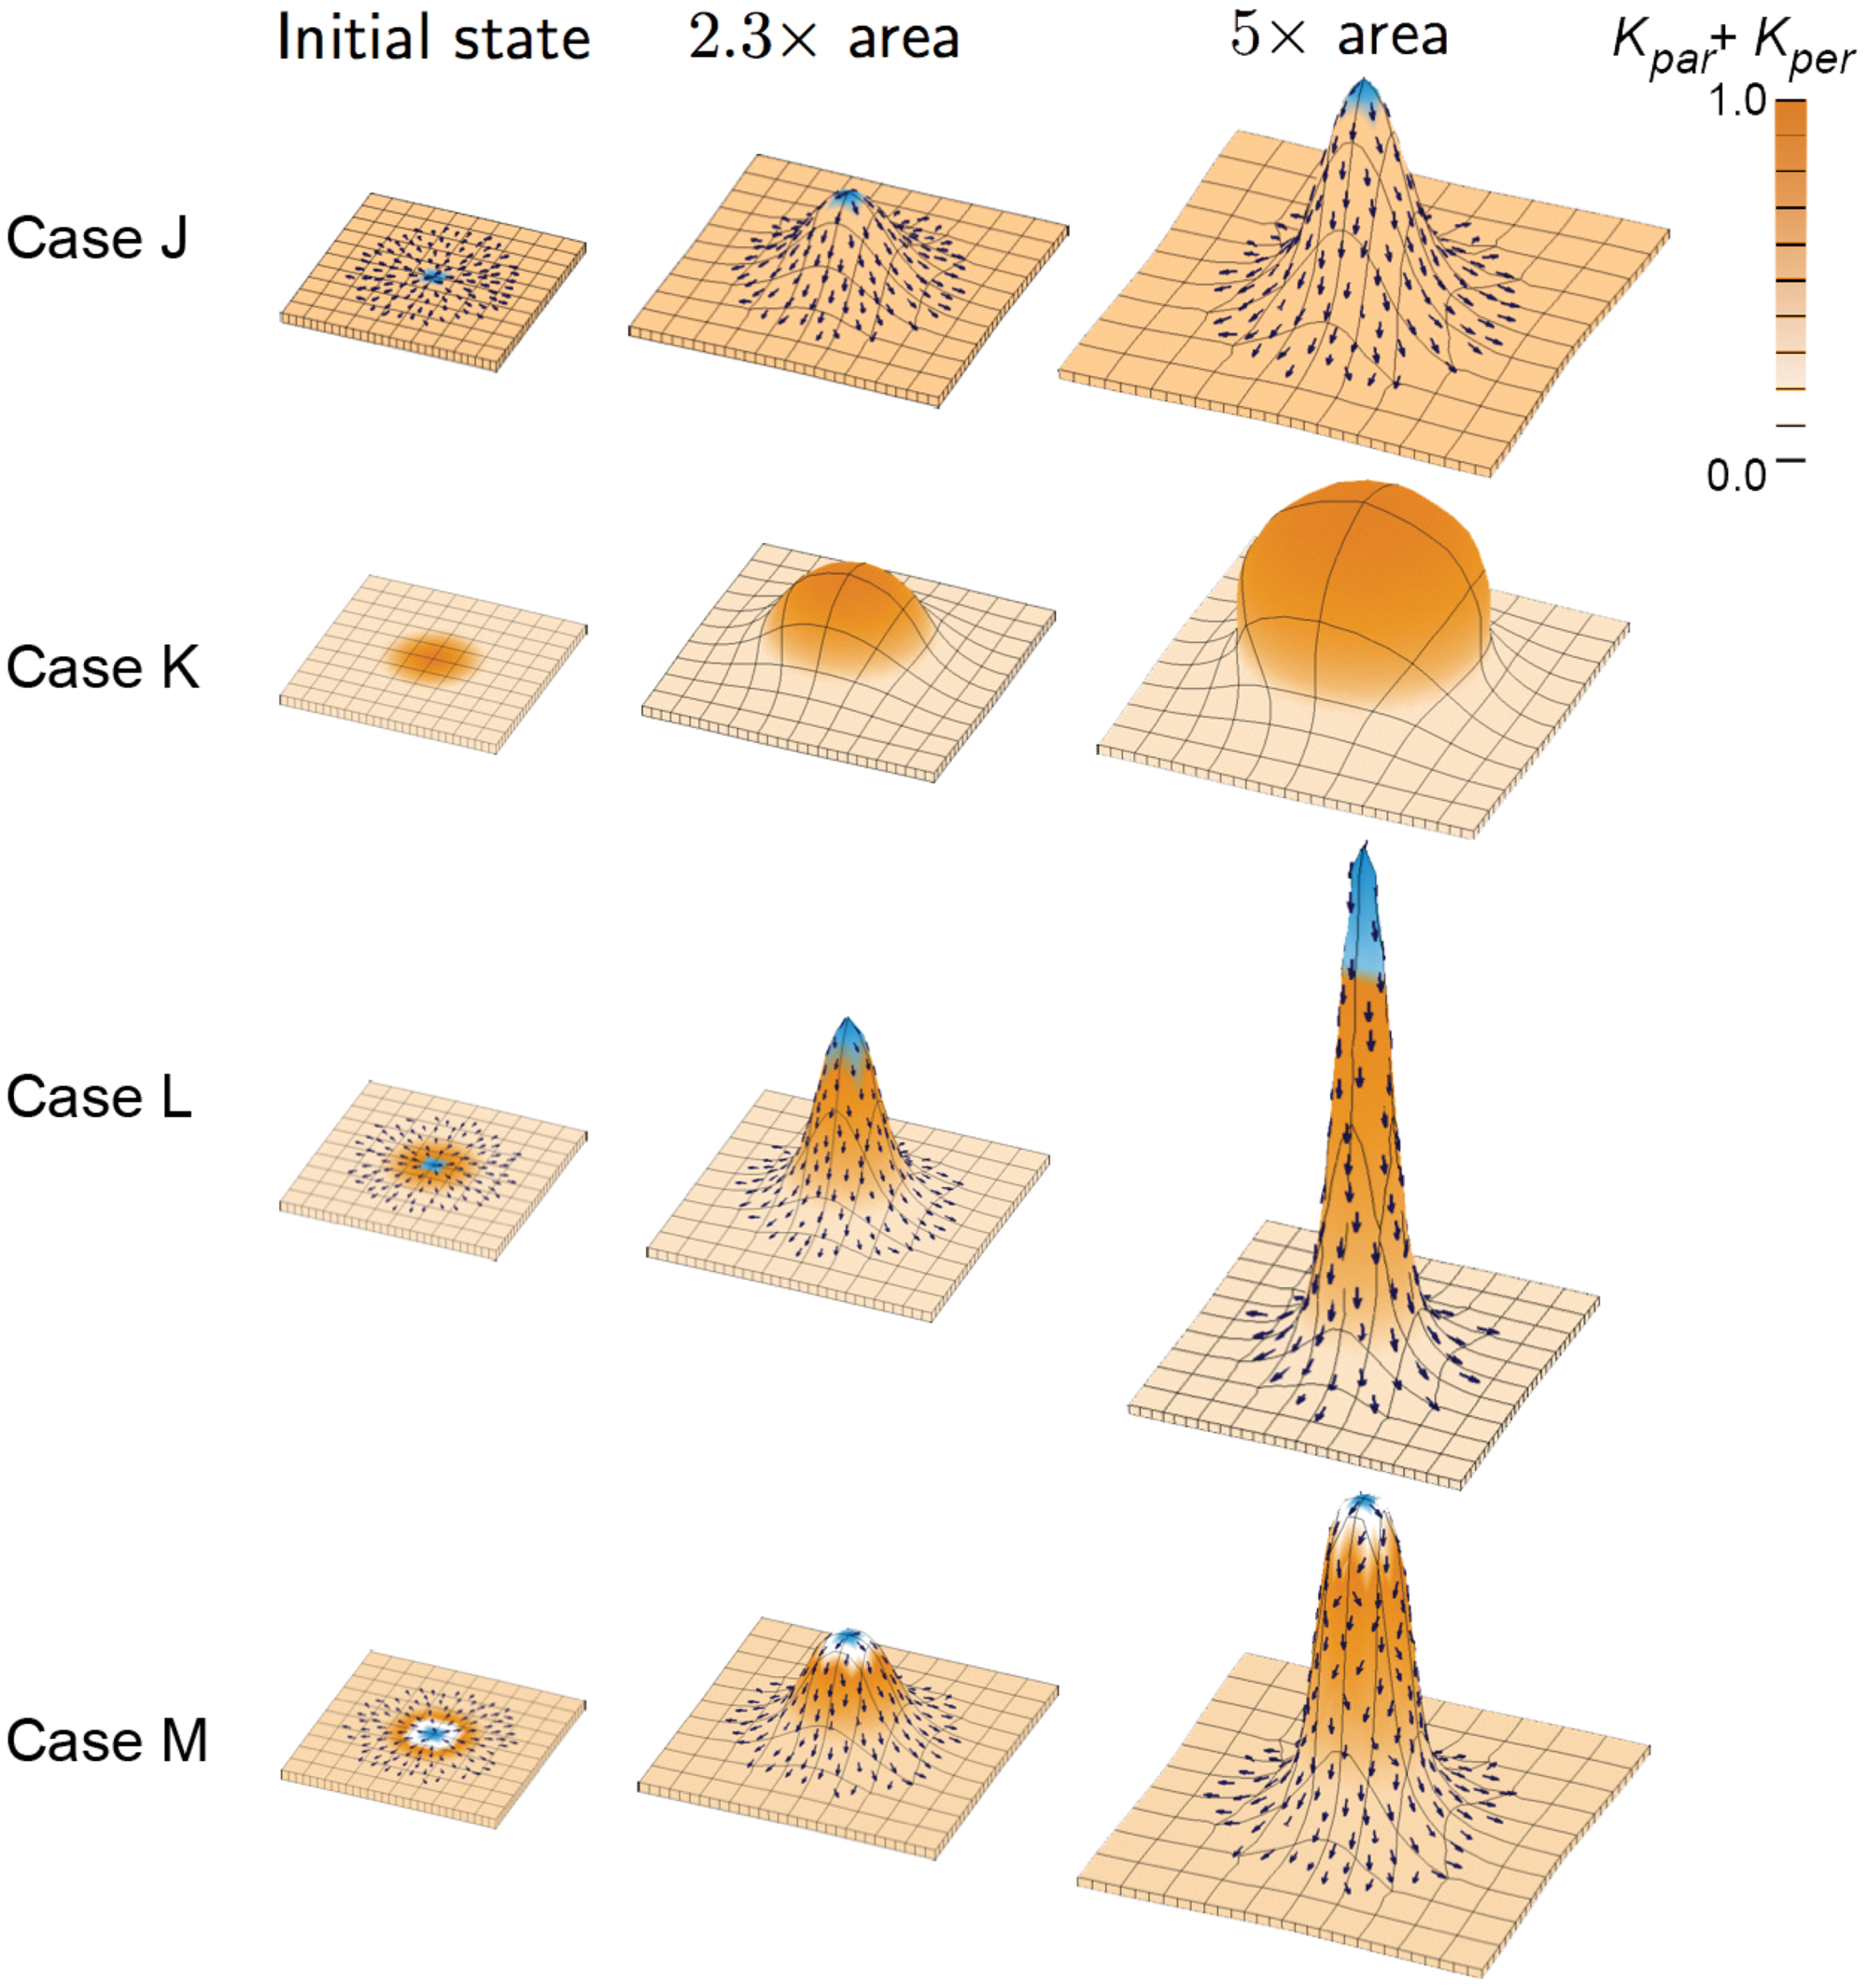 Initial state 2.3× area 5× area K_par + K_per
1.0
Case J
0.0
Case K
Case L
Case M